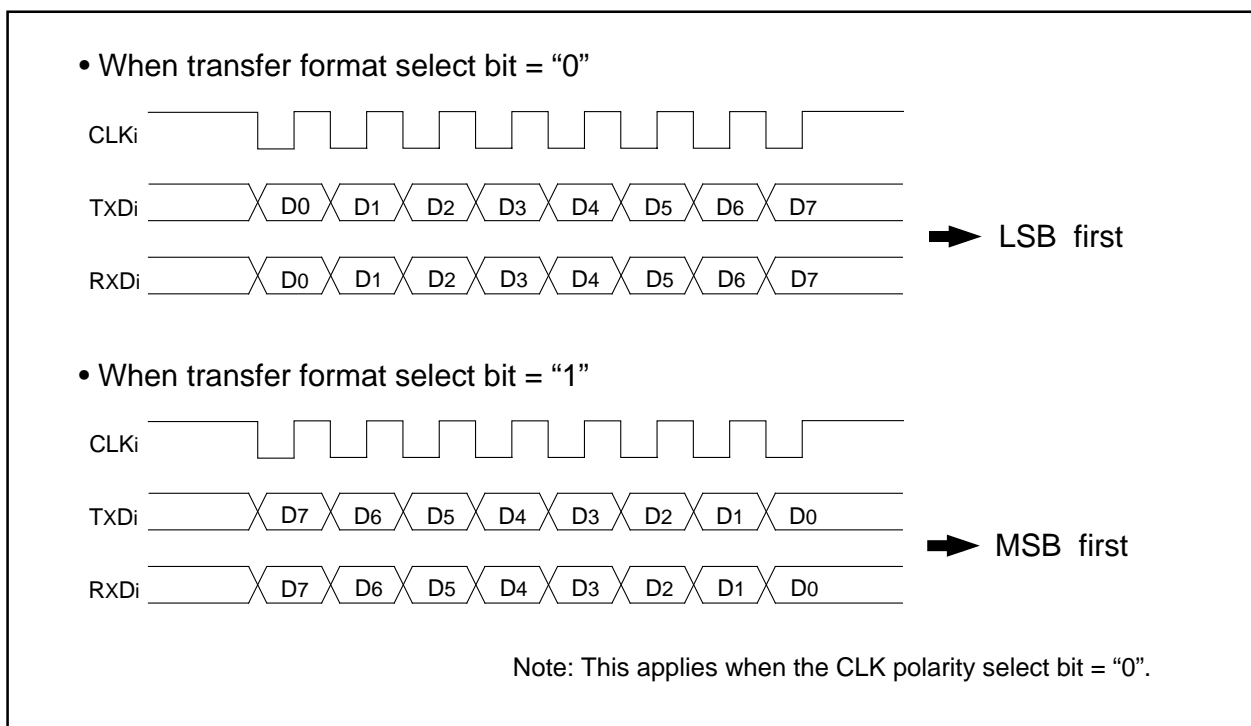 • When transfer format select bit = “0”
CLKi
TXDi D0 D1 D2 D3 D4 D5 D6 D7
RXDi D0 D1 D2 D3 D4 D5 D6 D7
LSB first
• When transfer format select bit = “1”
CLKi
TXDi D7 D6 D5 D4 D3 D2 D1 D0
RXDi D7 D6 D5 D4 D3 D2 D1 D0
MSB first
Note: This applies when the CLK polarity select bit = “0”.